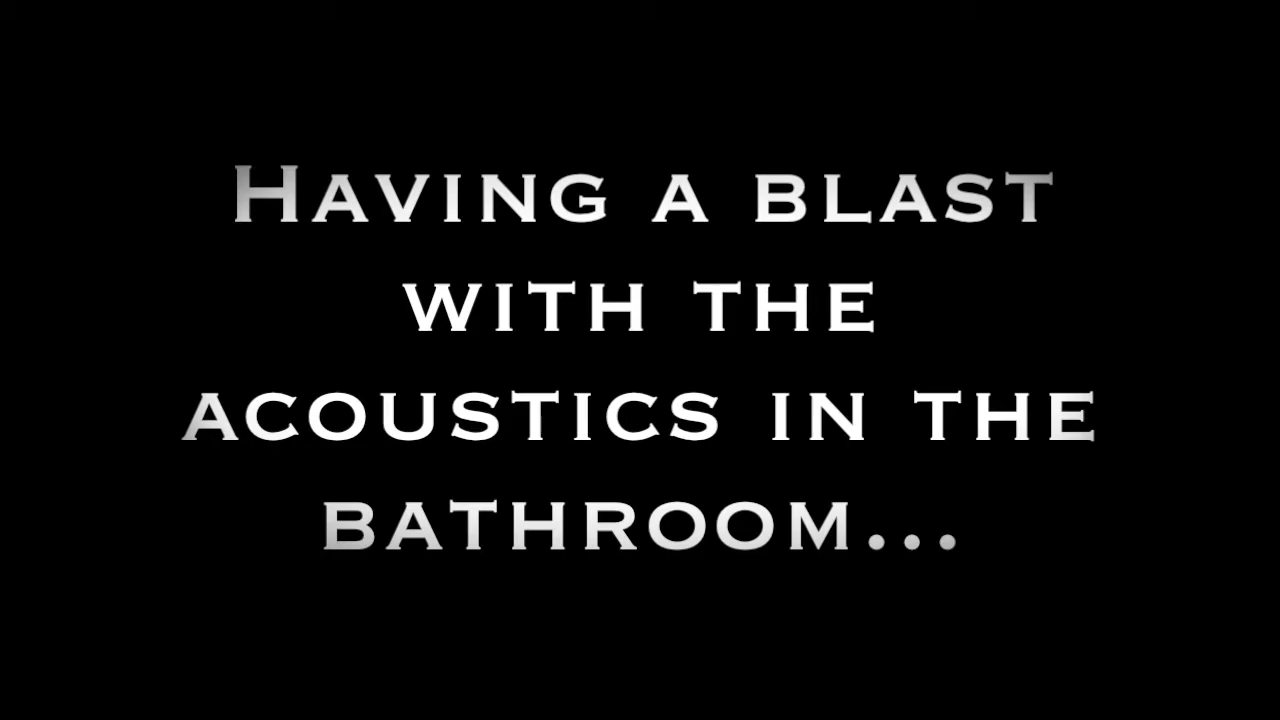 Having a blast
with the
acoustics in the
bathroom...